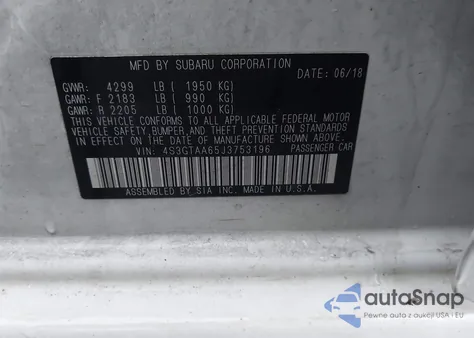 MFD BY SUBARU CORPORATION
DATE: 06/18
GVWR: 4299 LB ( 1950 KG)
GAWR: F 2183 LB ( 990 KG)
GAWR: R 2205 LB ( 1000 KG)
THIS VEHICLE CONFORMS TO ALL APPLICABLE FEDERAL MOTOR
VEHICLE SAFETY, BUMPER, AND THEFT PREVENTION STANDARDS
IN EFFECT ON THE DATE OF MANUFACTURE SHOWN ABOVE.
VIN: 4S3GTAA65J3753196 PASSENGER CAR
ASSEMBLED BY SIA INC. MADE IN U.S.A.
autoSnap
Pewne auta z aukcji USA i EU